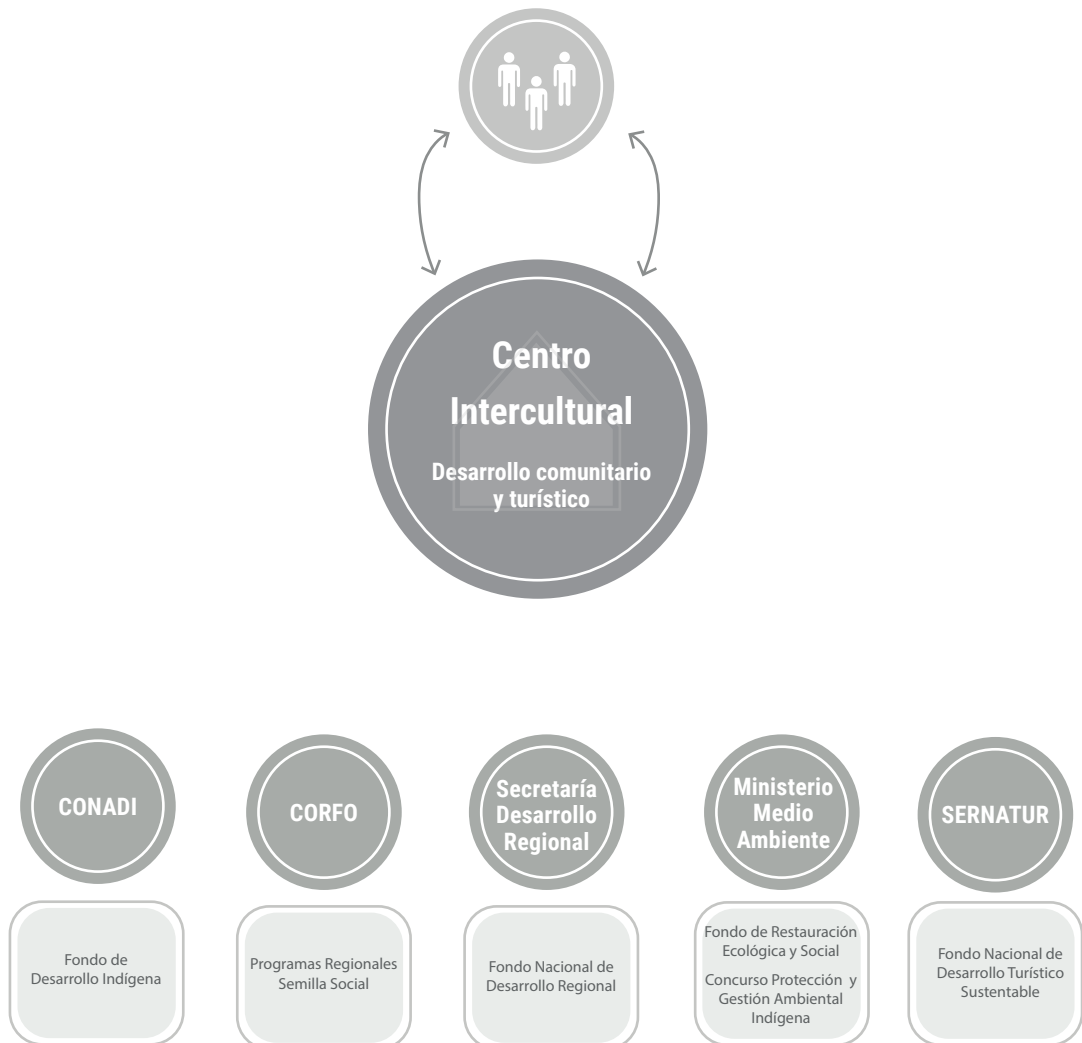 Centro
Intercultural
Desarrollo comunitario
y turístico
CONADI
CORFO
Secretaría
Desarrollo
Regional
Ministerio
Medio
Ambiente
SERNATUR
Fondo de
Desarrollo Indígena
Programas Regionales
Semilla Social
Fondo Nacional de
Desarrollo Regional
Fondo de Restauración
Ecológica y Social
Concurso Protección y
Gestión Ambiental
Indígena
Fondo Nacional de
Desarrollo Turístico
Sustentable